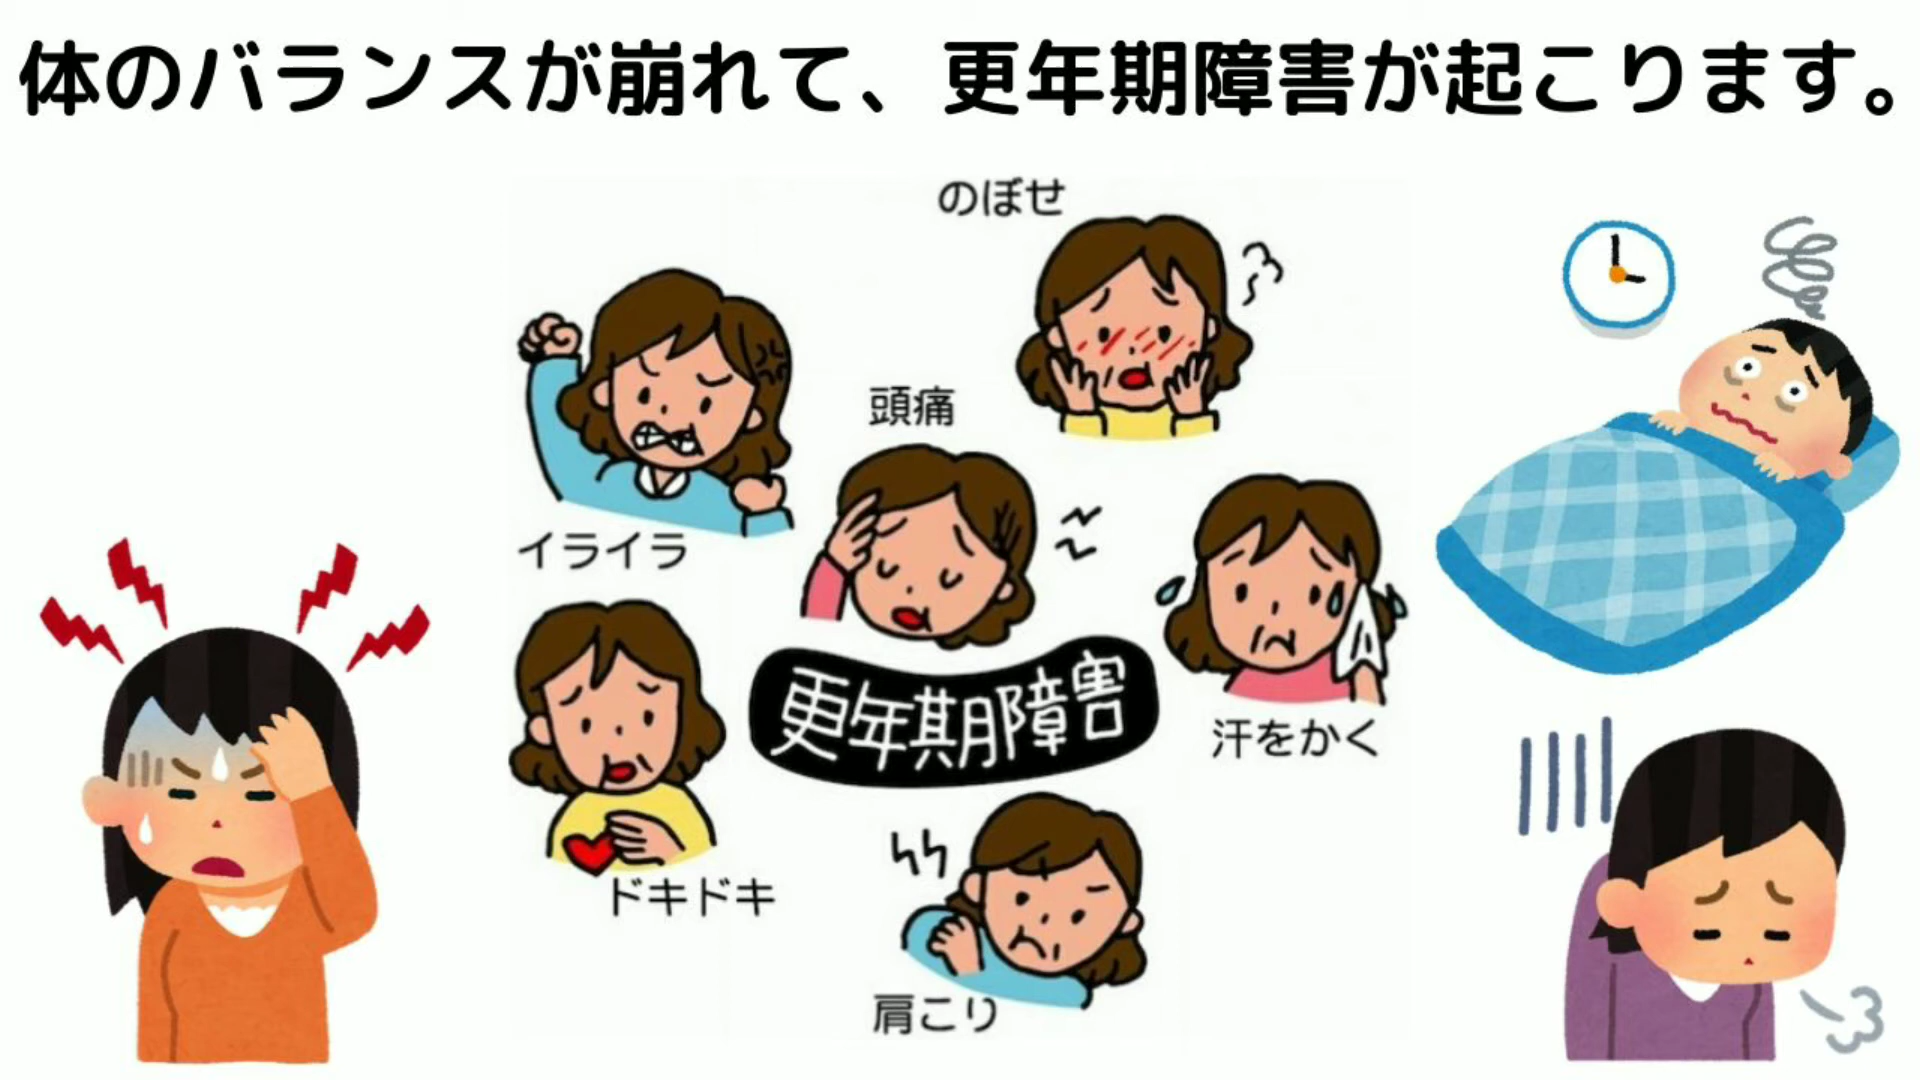 体のバランスが崩れて、更年期障害が起こります。
のぼせ
頭痛
イライラ
更年期障害
汗をかく
ドキドキ
肩こり